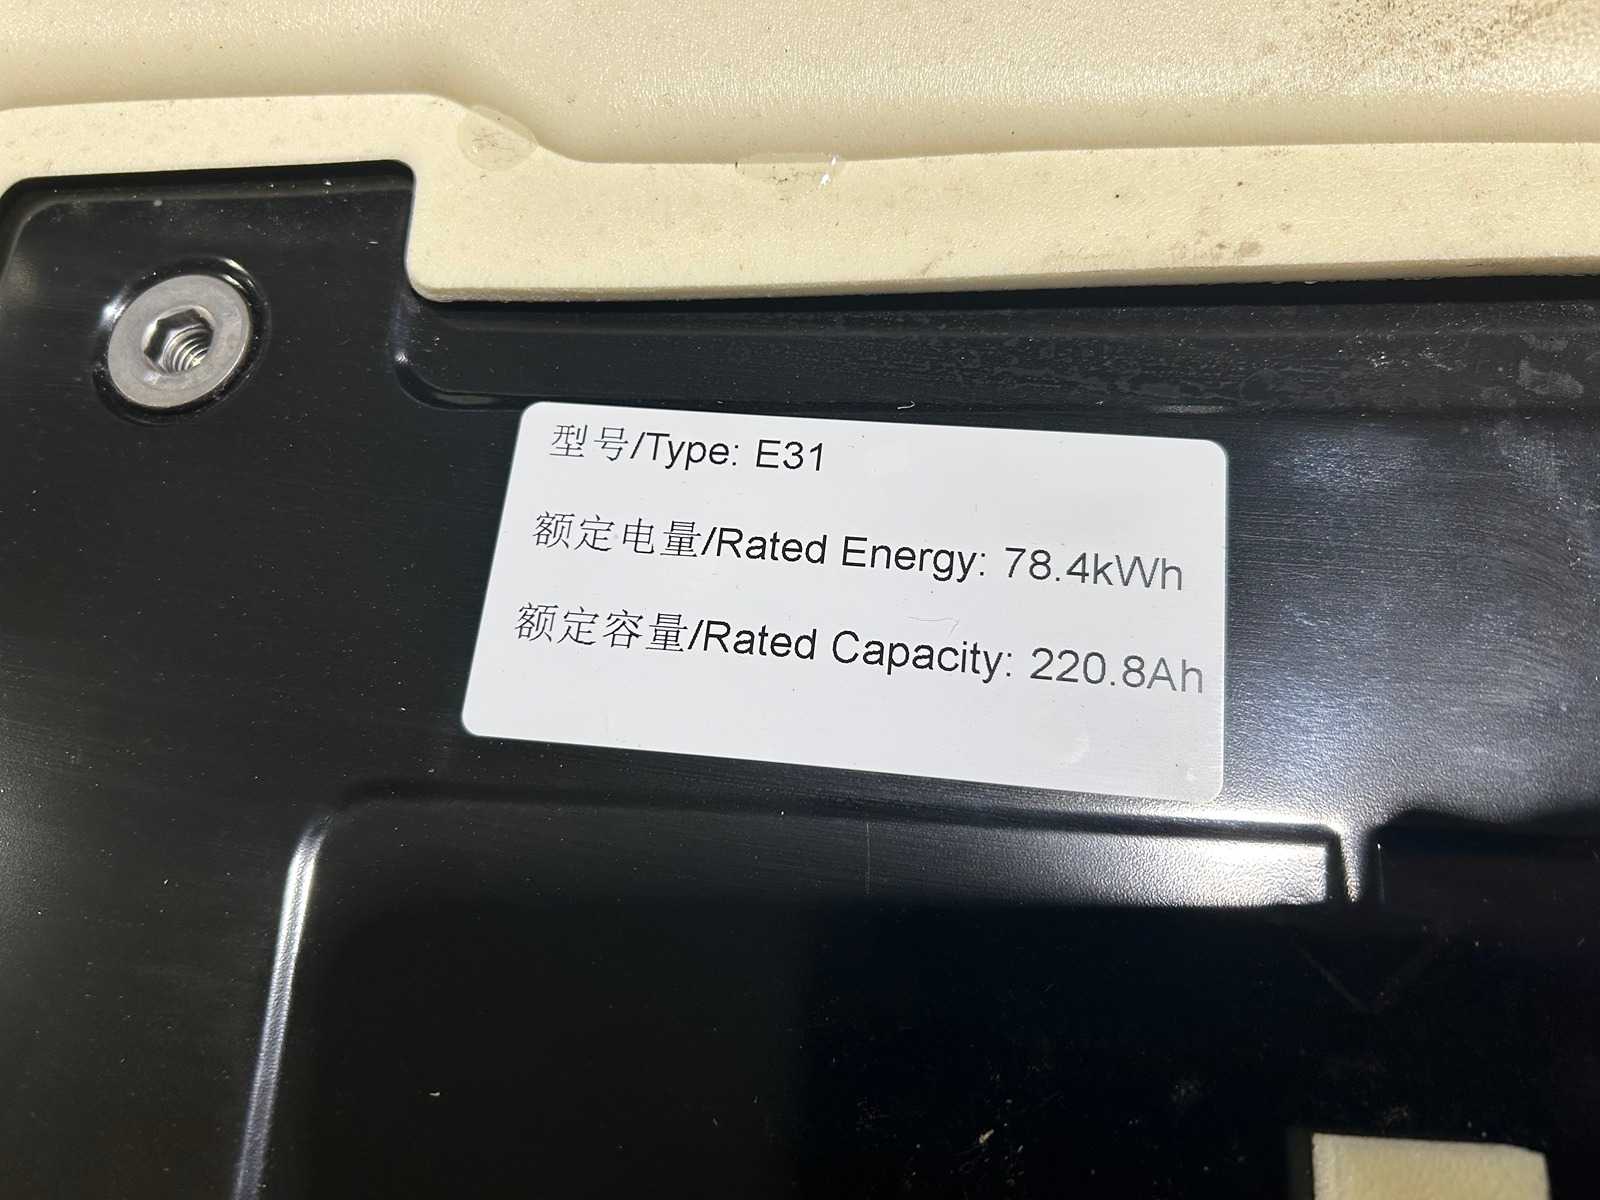 型号/Type: E31
额定电量/Rated Energy: 78.4kWh
额定容量/Rated Capacity: 220.8Ah